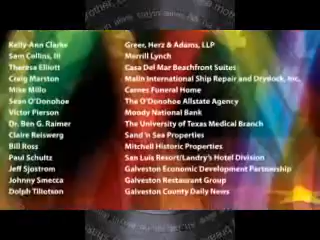 Kelly-Ann Clarke Greer, Herz & Adams, LLP
Sam Collins, III Merrill Lynch
Theresa Elliott Casa Del Mar Beachfront Suites
Craig Marston Malin International Ship Repair and Drydock, Inc.
Mike Millo Carnes Funeral Home
Sean O'Donohoe The O'Donohoe Allstate Agency
Victor Pierson Moody National Bank
Dr. Ben G. Raimer The University of Texas Medical Branch
Claire Reiswerg Sand 'n Sea Properties
Bill Ross Mitchell Historic Properties
Paul Schultz San Luis Resort/Landry's Hotel Division
Jeff Sjostrom Galveston Economic Development Partnership
Johnny Smecca Galveston Restaurant Group
Dolph Tillotson Galveston County Daily News